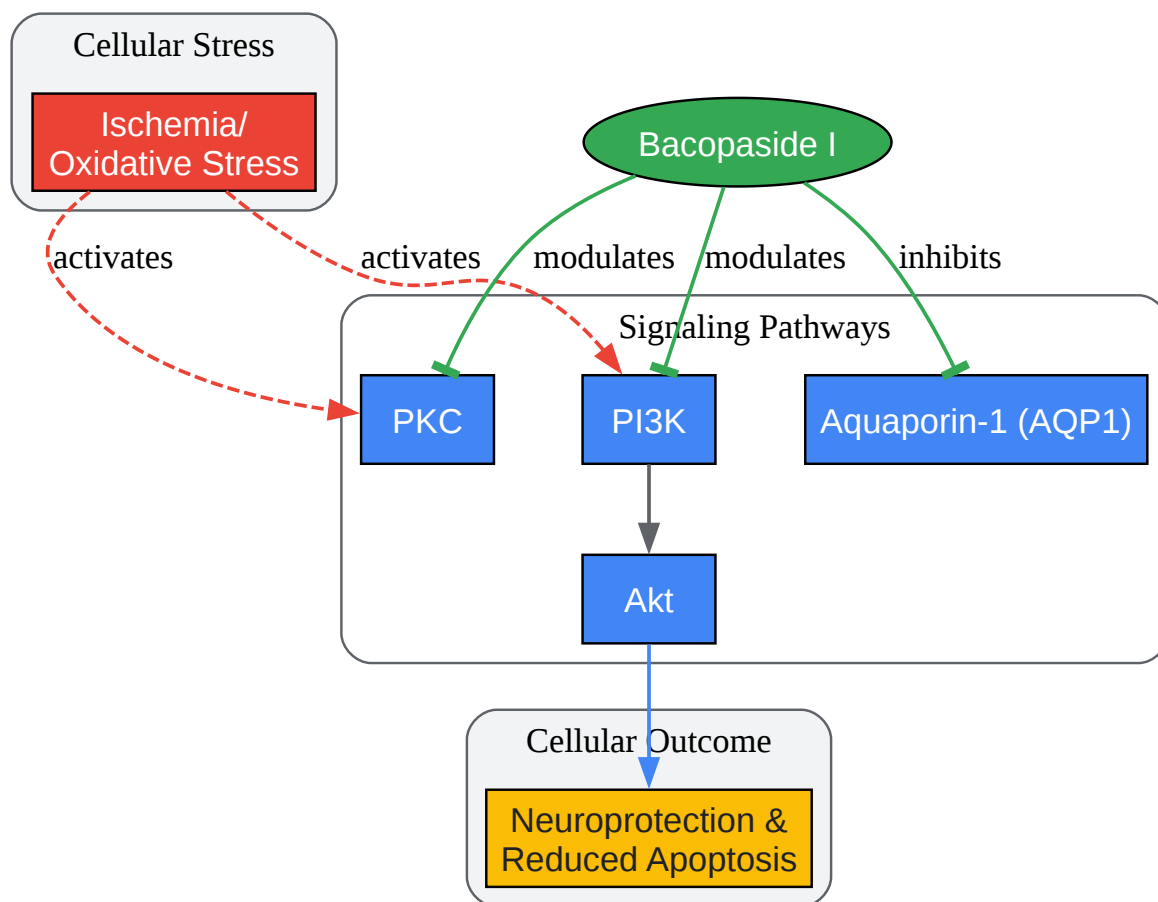 Cellular Stress
Ischemia/
Oxidative Stress
Bacopaside I
activates
activates
modulates
modulates
inhibits
Signaling Pathways
PKC
PI3K
Aquaporin-1 (AQP1)
Akt
Cellular Outcome
Neuroprotection &
Reduced Apoptosis